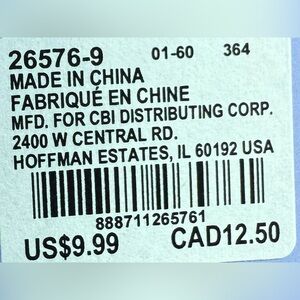 26576-9 01-60 364
MADE IN CHINA
FABRIQUÉ EN CHINE
MFD. FOR CBI DISTRIBUTING CORP.
2400 W CENTRAL RD.
HOFFMAN ESTATES, IL 60192 USA
888711265761
US$9.99 CAD12.50